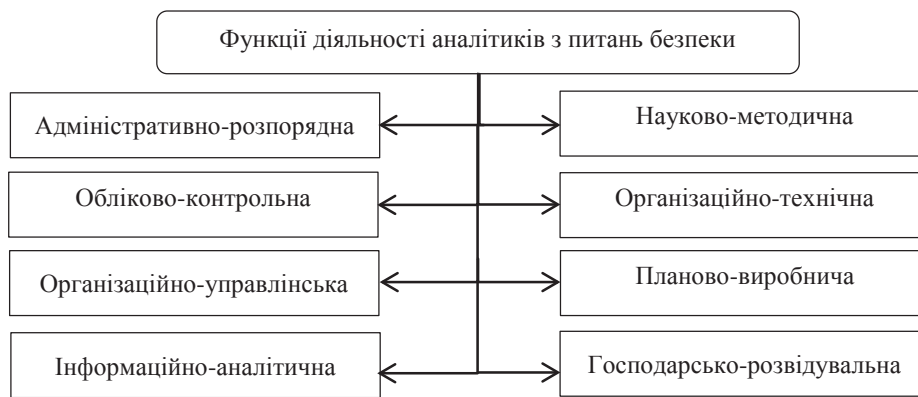 Функції діяльності аналітиків з питань безпеки
Адміністративно-розпорядна
Науково-методична
Обліково-контрольна
Організаційно-технічна
Організаційно-управлінська
Планово-виробнича
Інформаційно-аналітична
Господарсько-розвідувальна